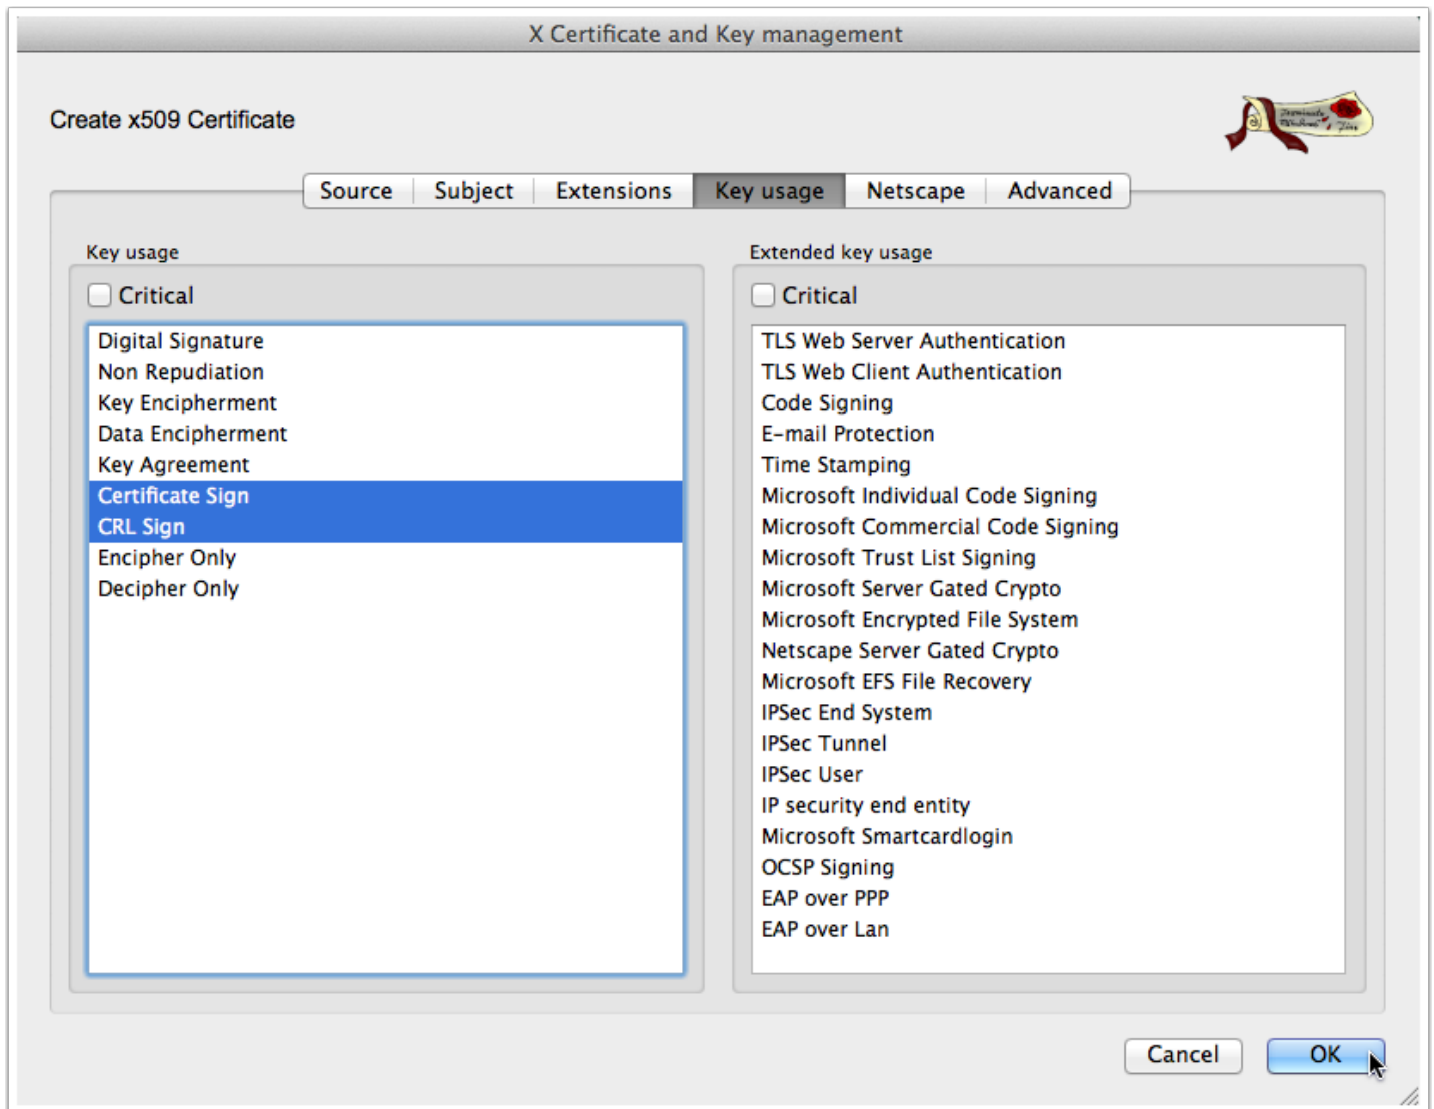 X Certificate and Key management
Create x509 Certificate
Source
Subject
Extensions
Key usage
Netscape
Advanced
Key usage
Critical
Digital Signature
Non Repudiation
Key Encipherment
Data Encipherment
Key Agreement
Certificate Sign
CRL Sign
Encipher Only
Decipher Only
Extended key usage
Critical
TLS Web Server Authentication
TLS Web Client Authentication
Code Signing
E-mail Protection
Time Stamping
Microsoft Individual Code Signing
Microsoft Commercial Code Signing
Microsoft Trust List Signing
Microsoft Server Gated Crypto
Microsoft Encrypted File System
Netscape Server Gated Crypto
Microsoft EFS File Recovery
IPSec End System
IPSec Tunnel
IPSec User
IP security end entity
Microsoft Smartcardlogin
OCSP Signing
EAP over PPP
EAP over Lan
Cancel
OK